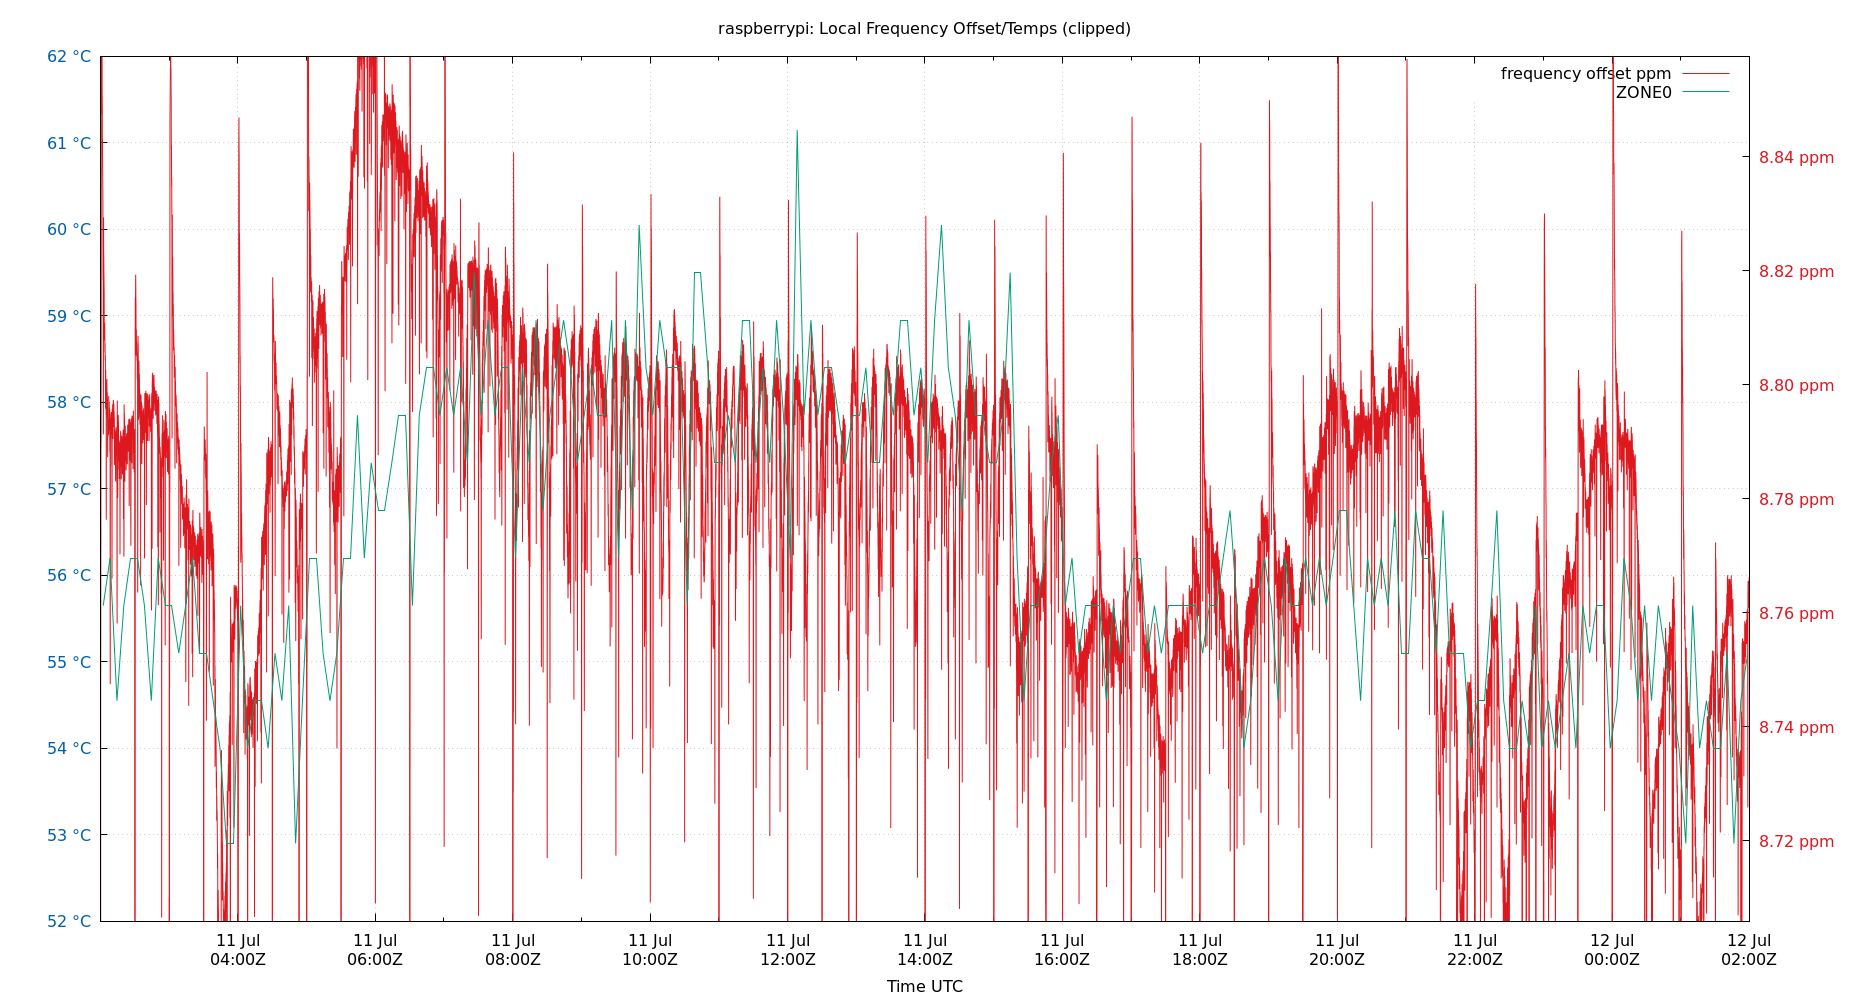 raspberrypi: Local Frequency Offset/Temps (clipped)
62 °C
61 °C
60 °C
59 °C
58 °C
57 °C
56 °C
55 °C
54 °C
53 °C
52 °C
frequency offset ppm
ZONE0
8.84 ppm
8.82 ppm
8.80 ppm
8.78 ppm
8.76 ppm
8.74 ppm
8.72 ppm
11 Jul 11 Jul 11 Jul 11 Jul 11 Jul 11 Jul 11 Jul 11 Jul 11 Jul 11 Jul 12 Jul 12 Jul
04:00Z 06:00Z 08:00Z 10:00Z 12:00Z 14:00Z 16:00Z 18:00Z 20:00Z 22:00Z 00:00Z 02:00Z
Time UTC